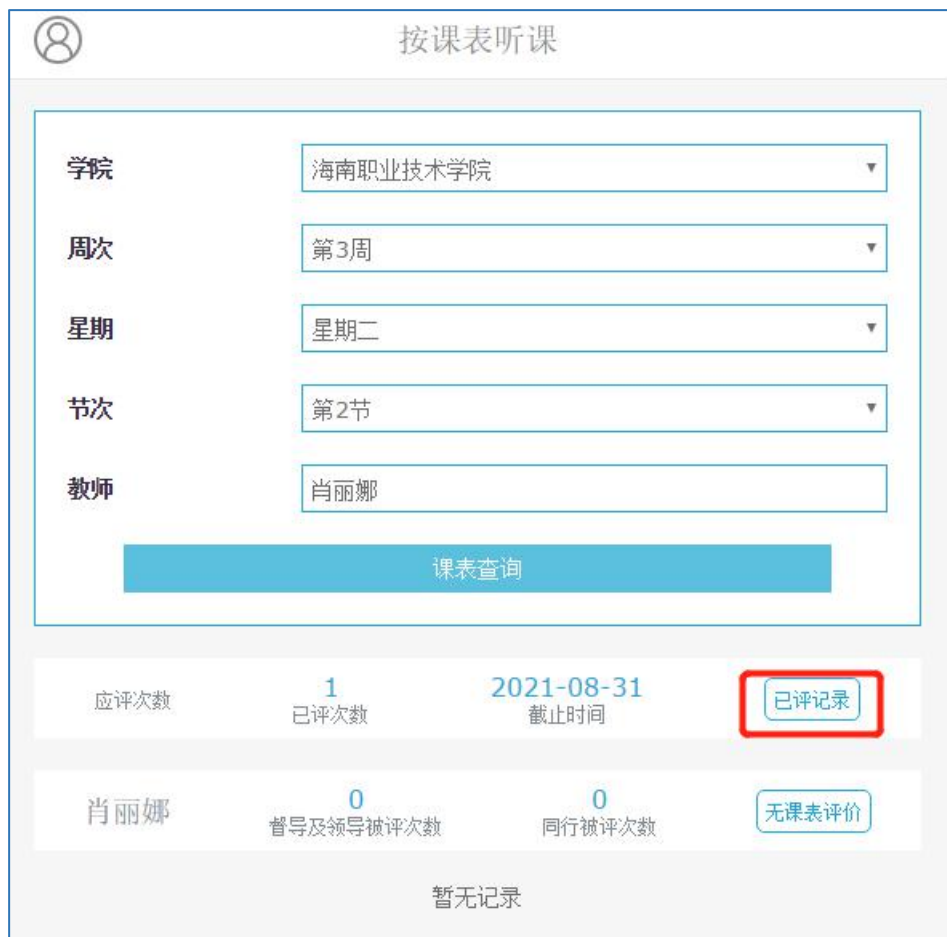 按课表听课
学院 海南职业技术学院
周次 第3周
星期 星期二
节次 第2节
教师 肖丽娜
课表查询
应评次数 1 已评次数 2021-08-31 截止时间 已评记录
肖丽娜 0 督导及领导被评次数 0 同行被评次数 无课表评价
暂无记录